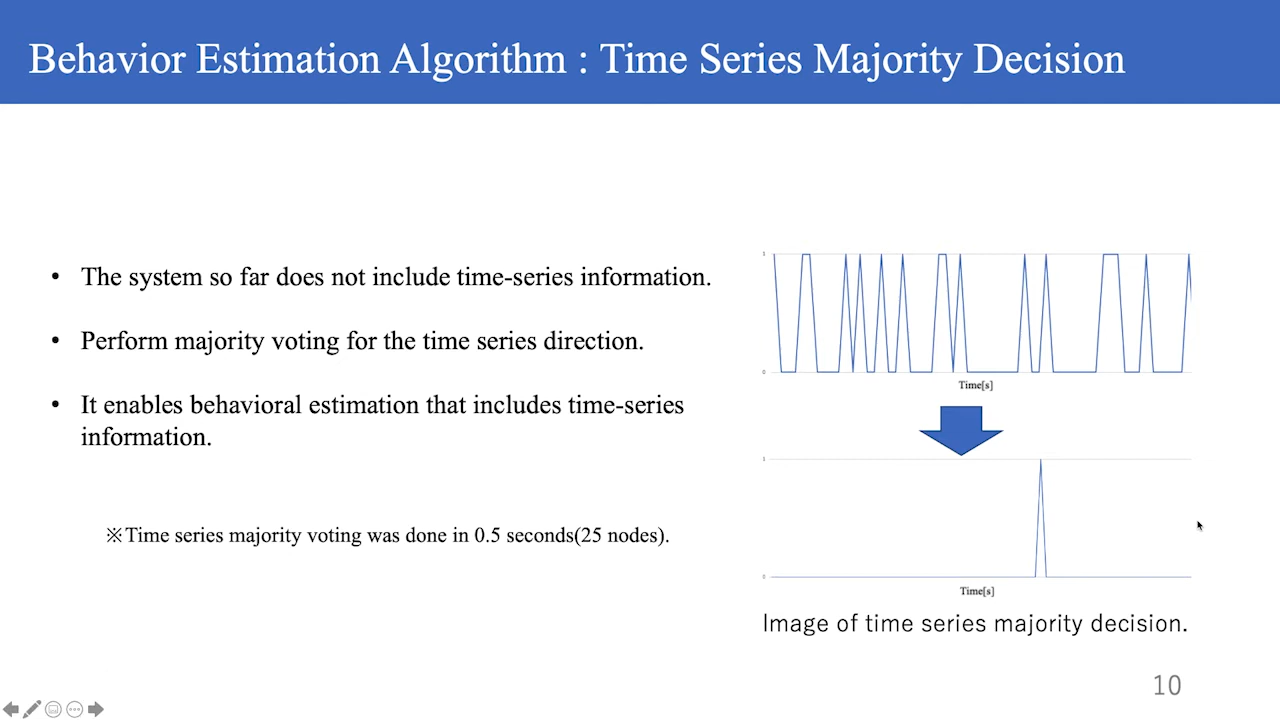 Behavior Estimation Algorithm : Time Series Majority Decision
• The system so far does not include time-series information.
• Perform majority voting for the time series direction.
• It enables behavioral estimation that includes time-series
information.
※Time series majority voting was done in 0.5 seconds(25 nodes).
1
0
Time[s]
1
0
Time[s]
Image of time series majority decision.
10